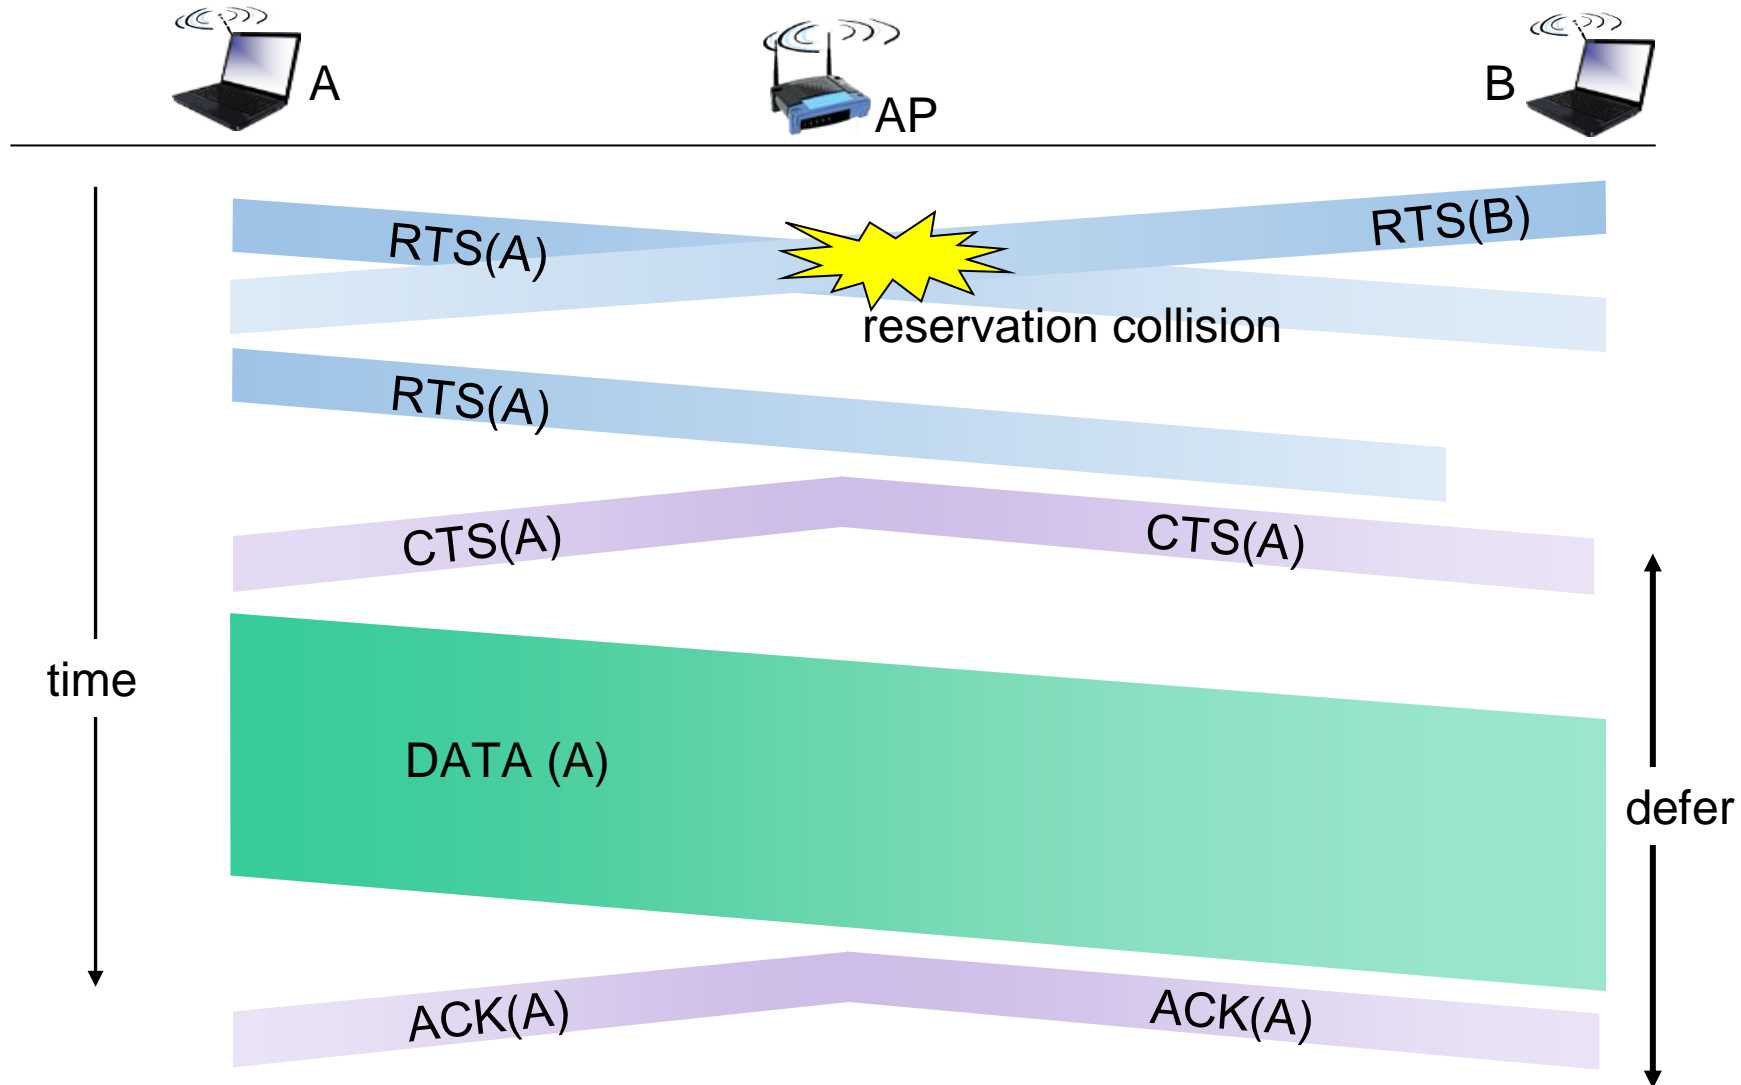 A
AP
B
RTS(A)
RTS(B)
reservation collision
RTS(A)
CTS(A)
CTS(A)
time
DATA (A)
defer
ACK(A)
ACK(A)